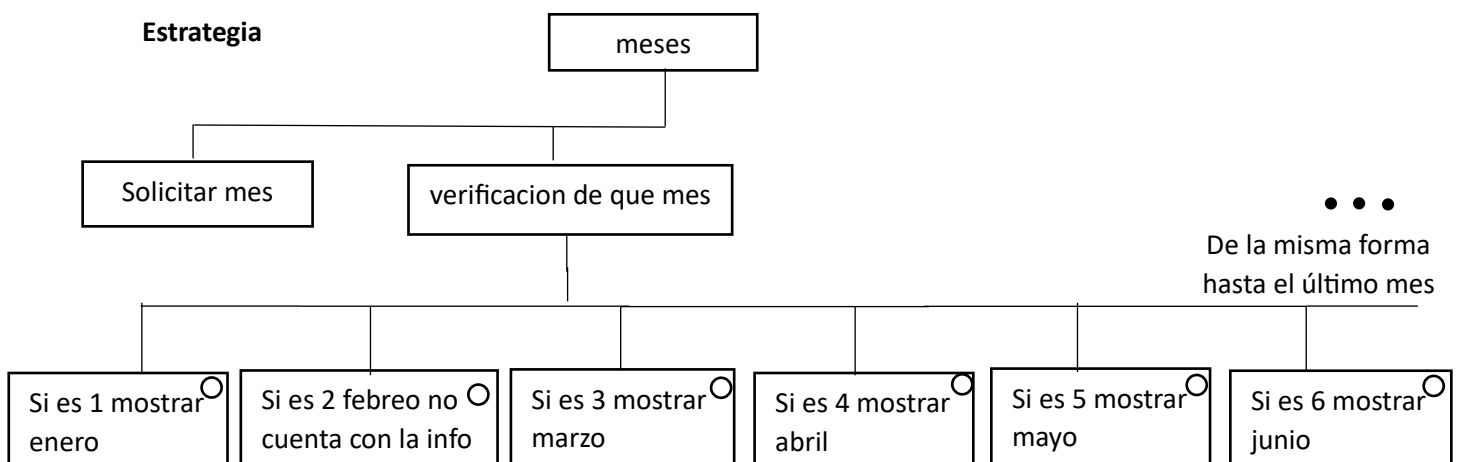 Estrategia
meses
Solicitar mes
verificacion de que mes
De la misma forma
hasta el último mes
Si es 1 mostrar
enero
Si es 2 febreo no
cuenta con la info
Si es 3 mostrar
marzo
Si es 4 mostrar
abril
Si es 5 mostrar
mayo
Si es 6 mostrar
junio